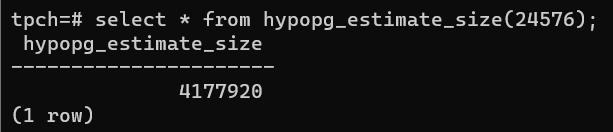 tpch=# select * from hypopg_estimate_size(24576);
 hypopg_estimate_size
----------------------
              4177920
(1 row)